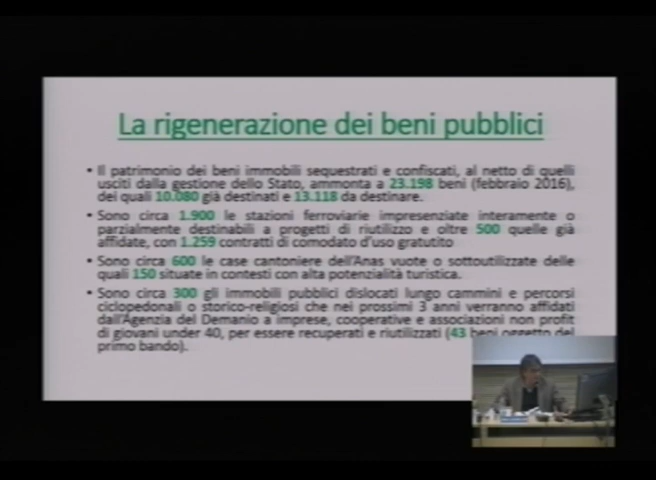 La rigenerazione dei beni pubblici
• Il patrimonio dei beni immobili sequestrati e confiscati, al netto di quelli
usciti dalla gestione dello Stato, ammonta a 23.198 beni (febbraio 2016),
dei quali 10.080 già destinati e 13.118 da destinare.
• Sono circa 1.900 le stazioni ferroviarie impresenziate interamente o
parzialmente destinabili a progetti di riutilizzo e oltre 500 quelle già
affidate, con 1.259 contratti di comodato d'uso gratutito
• Sono circa 600 le case cantoniere dell'Anas vuote o sottoutilizzate delle
quali 150 situate in contesti con alta potenzialità turistica.
• Sono circa 300 gli immobili pubblici dislocati lungo cammini e percorsi
ciclopedonali o storico-religiosi che nei prossimi 3 anni verranno affidati
dall'Agenzia del Demanio a imprese, cooperative e associazioni non profit
di giovani under 40, per essere recuperati e riutilizzati (43 beni oggetto del
primo bando).